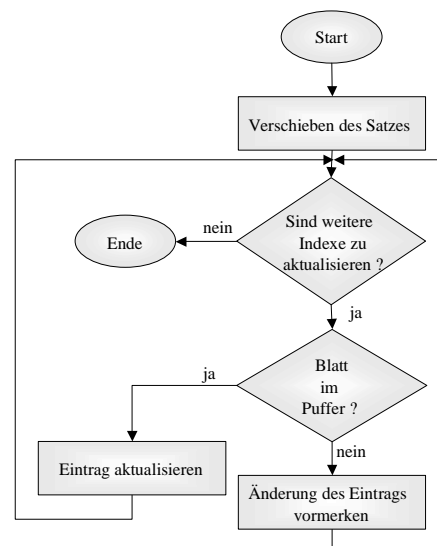 Start
Verschieben des Satzes
Sind weitere
Indexe zu
aktualisieren ?
nein
Ende
ja
Blatt
im
Puffer ?
ja
nein
Eintrag aktualisieren
Änderung des Eintrags
vormerken